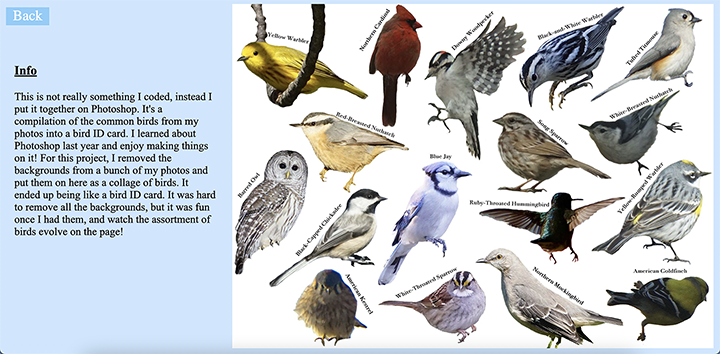 Back
Info
This is not really something I coded, instead I
put it together on Photoshop. It's a
compilation of the common birds from my
photos into a bird ID card. I learned about
Photoshop last year and enjoy making things
on it! For this project, I removed the
backgrounds from a bunch of my photos and
put them on here as a collage of birds. It
ended up being like a bird ID card. It was hard
to remove all the backgrounds, but it was fun
once I had them, and watch the assortment of
birds evolve on the page!
Yellow Warbler
Northern Cardinal
Downy Woodpecker
Black-and-White Warbler
Tufted Titmouse
Red-Breasted Nuthatch
Song Sparrow
White-Breasted Nuthatch
Barred Owl
Blue Jay
Black-Capped Chickadee
Ruby-Throated Hummingbird
Yellow-Rumped Warbler
American Kestrel
White-Throated Sparrow
Northern Mockingbird
American Goldfinch